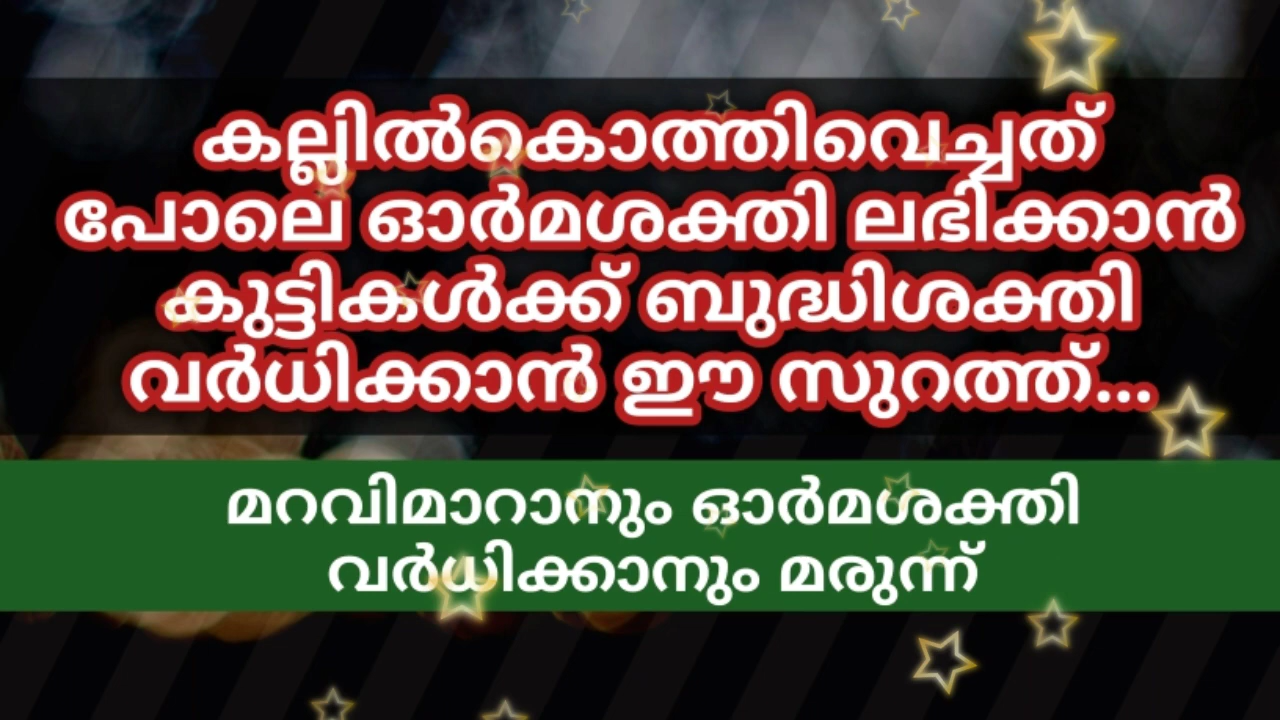 കല്ലിൽകൊത്തിവെച്ചത്
പോലെ ഓർമശക്തി ലഭിക്കാൻ
കുട്ടികൾക്ക് ബുദ്ധിശക്തി
വർധിക്കാൻ ഈ സുറത്ത്...
മറവിമാറാനും ഓർമശക്തി
വർധിക്കാനും മരുന്ന്